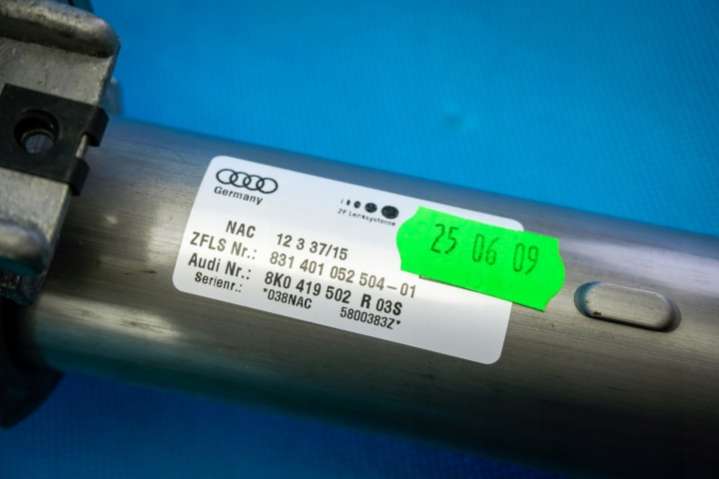 Germany
ZF Lenksysteme
NAC 12 3 37/15
ZFLS Nr.: 831 401 052 504-01
Audi Nr.: 8K0 419 502 R 03S
Serienr.: *038NAC 5800383Z*
25 06 09